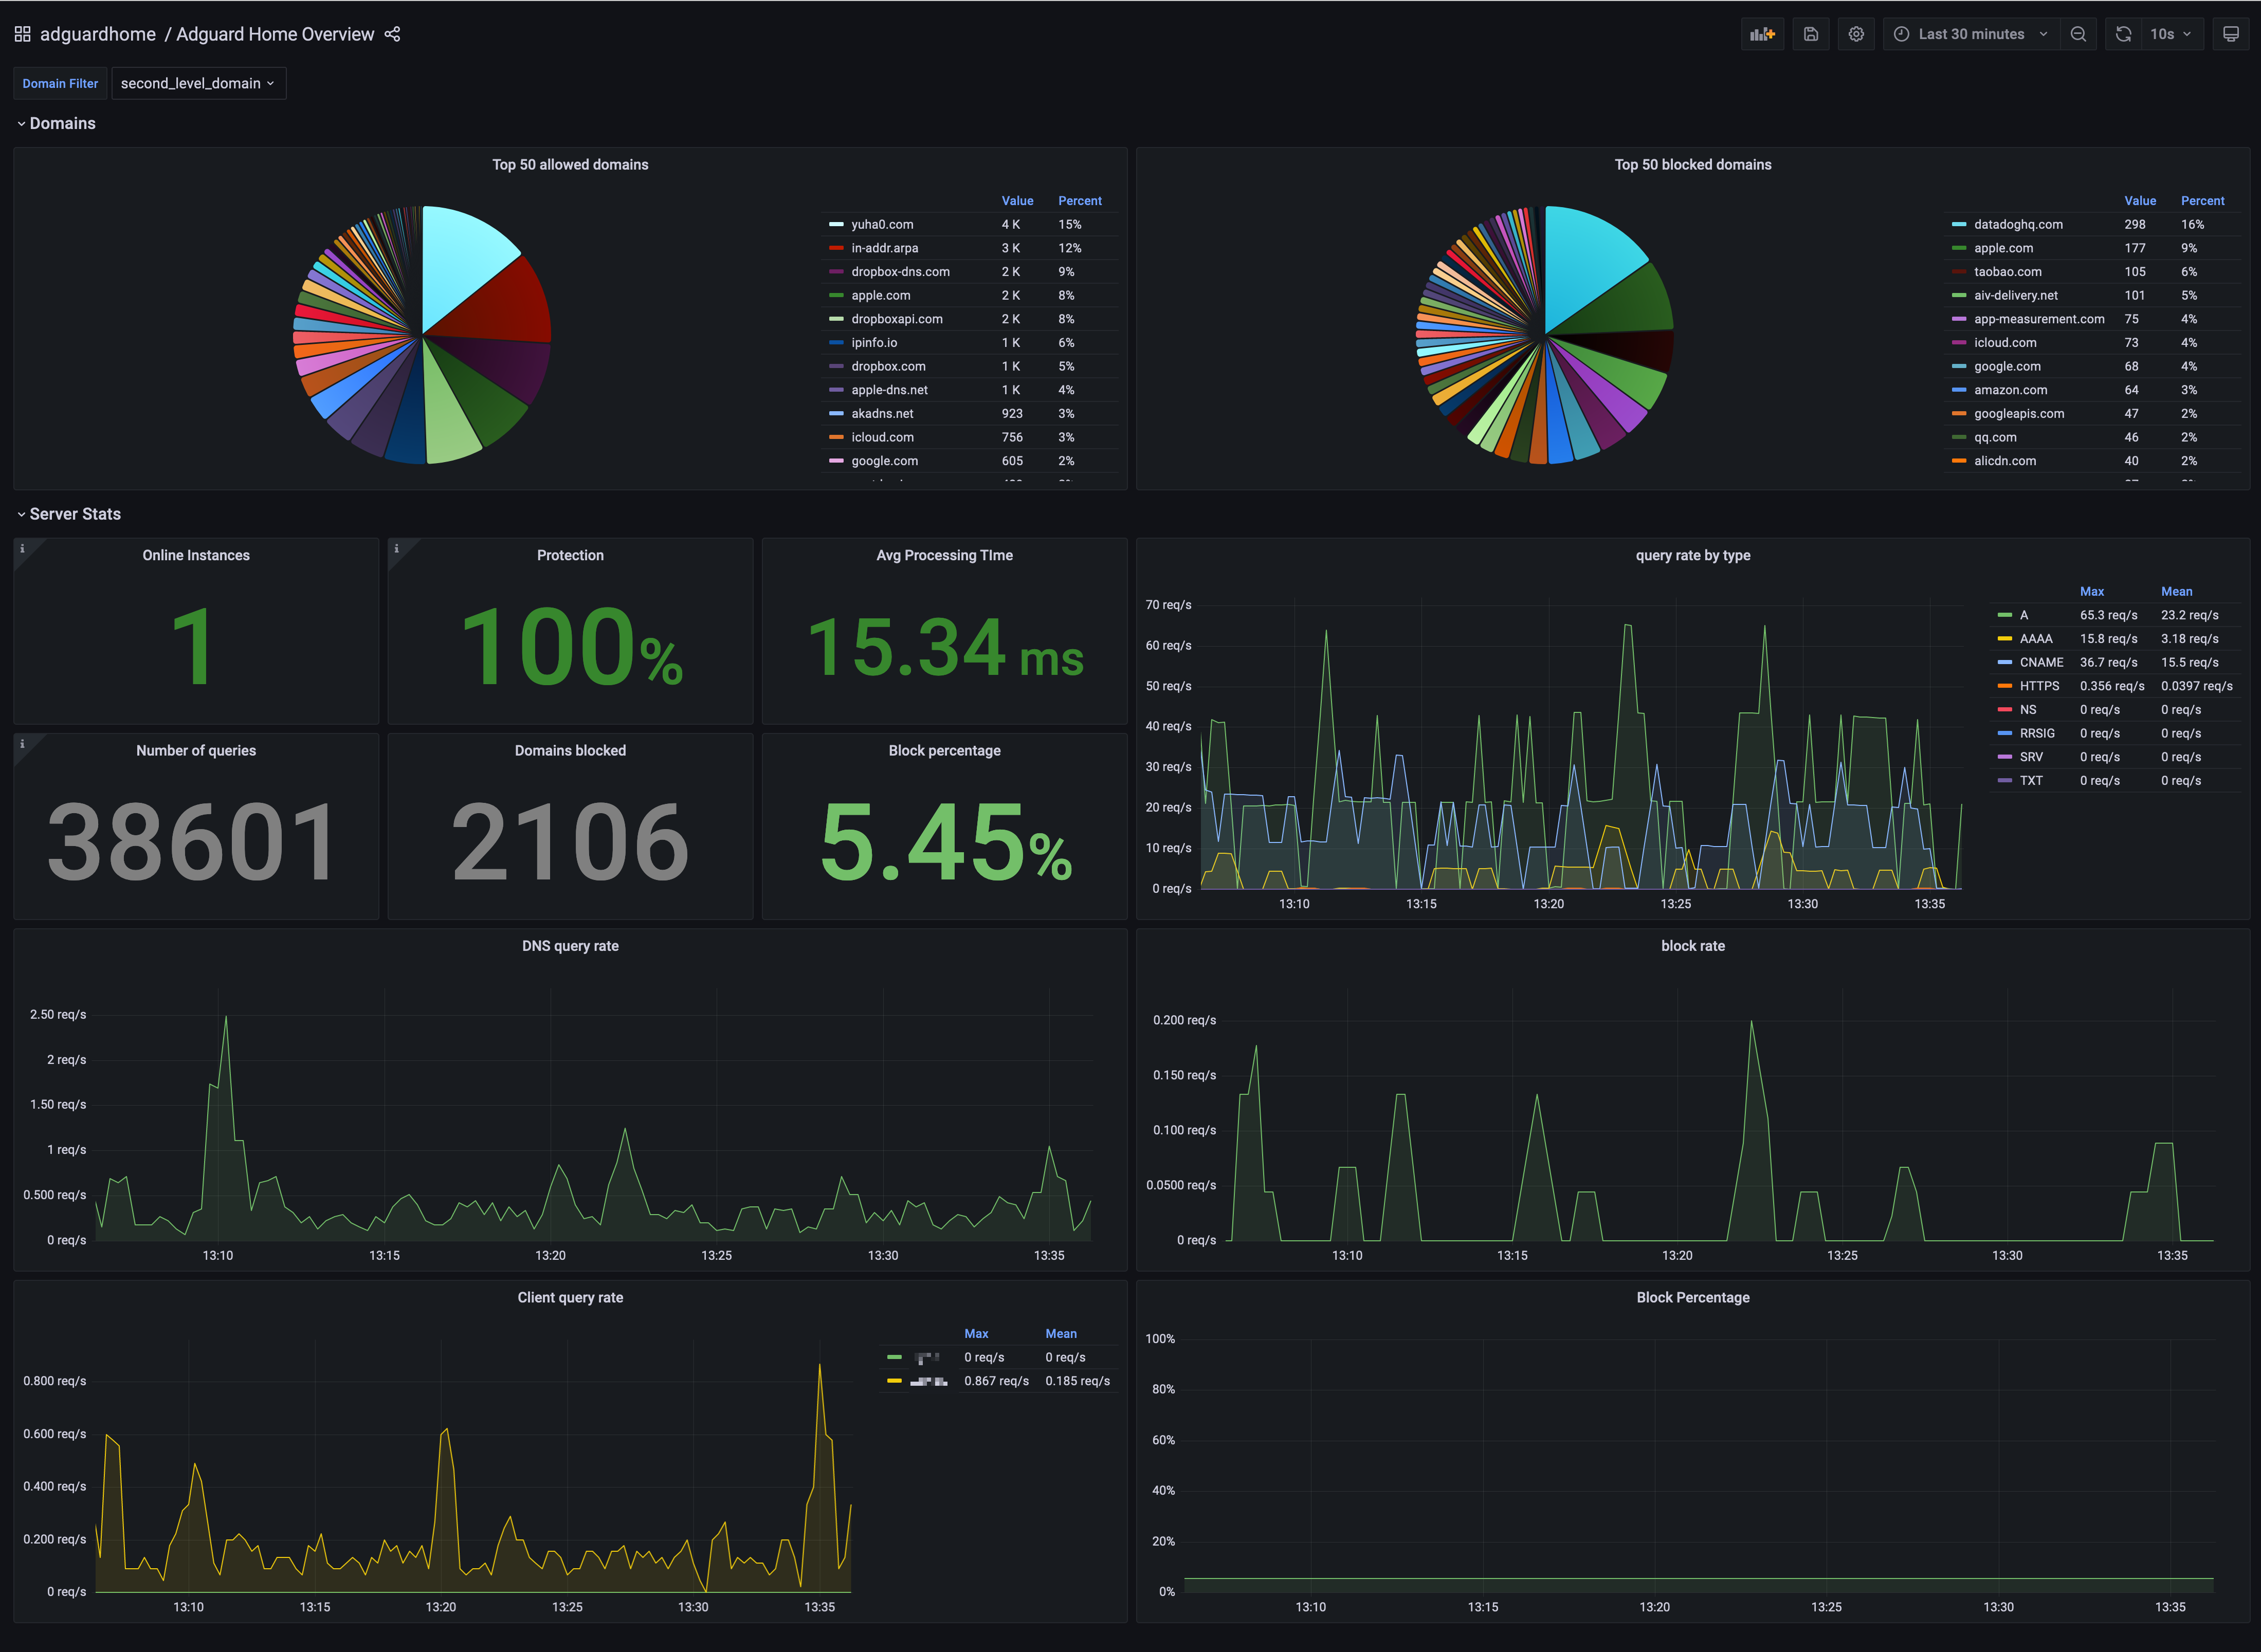 adguardhome / Adguard Home Overview
Last 30 minutes
10s
Domain Filter
second_level_domain
Domains
Top 50 allowed domains
Value Percent
yuha0.com 4 K 15%
in-addr.arpa 3 K 12%
dropbox-dns.com 2 K 9%
apple.com 2 K 8%
dropboxapi.com 2 K 8%
ipinfo.io 1 K 6%
dropbox.com 1 K 5%
apple-dns.net 1 K 4%
akadns.net 923 3%
icloud.com 756 3%
google.com 605 2%
Top 50 blocked domains
Value Percent
datadoghq.com 298 16%
apple.com 177 9%
taobao.com 105 6%
aiv-delivery.net 101 5%
app-measurement.com 75 4%
icloud.com 73 4%
google.com 68 4%
amazon.com 64 3%
googleapis.com 47 2%
qq.com 46 2%
alicdn.com 40 2%
Server Stats
Online Instances
1
Protection
100%
Avg Processing TIme
15.34 ms
Number of queries
38601
Domains blocked
2106
Block percentage
5.45%
query rate by type
70 req/s
60 req/s
50 req/s
40 req/s
30 req/s
20 req/s
10 req/s
0 req/s
13:10 13:15 13:20 13:25 13:30 13:35
Max Mean
A 65.3 req/s 23.2 req/s
AAAA 15.8 req/s 3.18 req/s
CNAME 36.7 req/s 15.5 req/s
HTTPS 0.356 req/s 0.0397 req/s
NS 0 req/s 0 req/s
RRSIG 0 req/s 0 req/s
SRV 0 req/s 0 req/s
TXT 0 req/s 0 req/s
DNS query rate
2.50 req/s
2 req/s
1.50 req/s
1 req/s
0.500 req/s
0 req/s
13:10 13:15 13:20 13:25 13:30 13:35
block rate
0.200 req/s
0.150 req/s
0.100 req/s
0.0500 req/s
0 req/s
13:10 13:15 13:20 13:25 13:30 13:35
Client query rate
0.800 req/s
0.600 req/s
0.400 req/s
0.200 req/s
0 req/s
13:10 13:15 13:20 13:25 13:30 13:35
Max Mean
0 req/s 0 req/s
0.867 req/s 0.185 req/s
Block Percentage
100%
80%
60%
40%
20%
0%
13:10 13:15 13:20 13:25 13:30 13:35